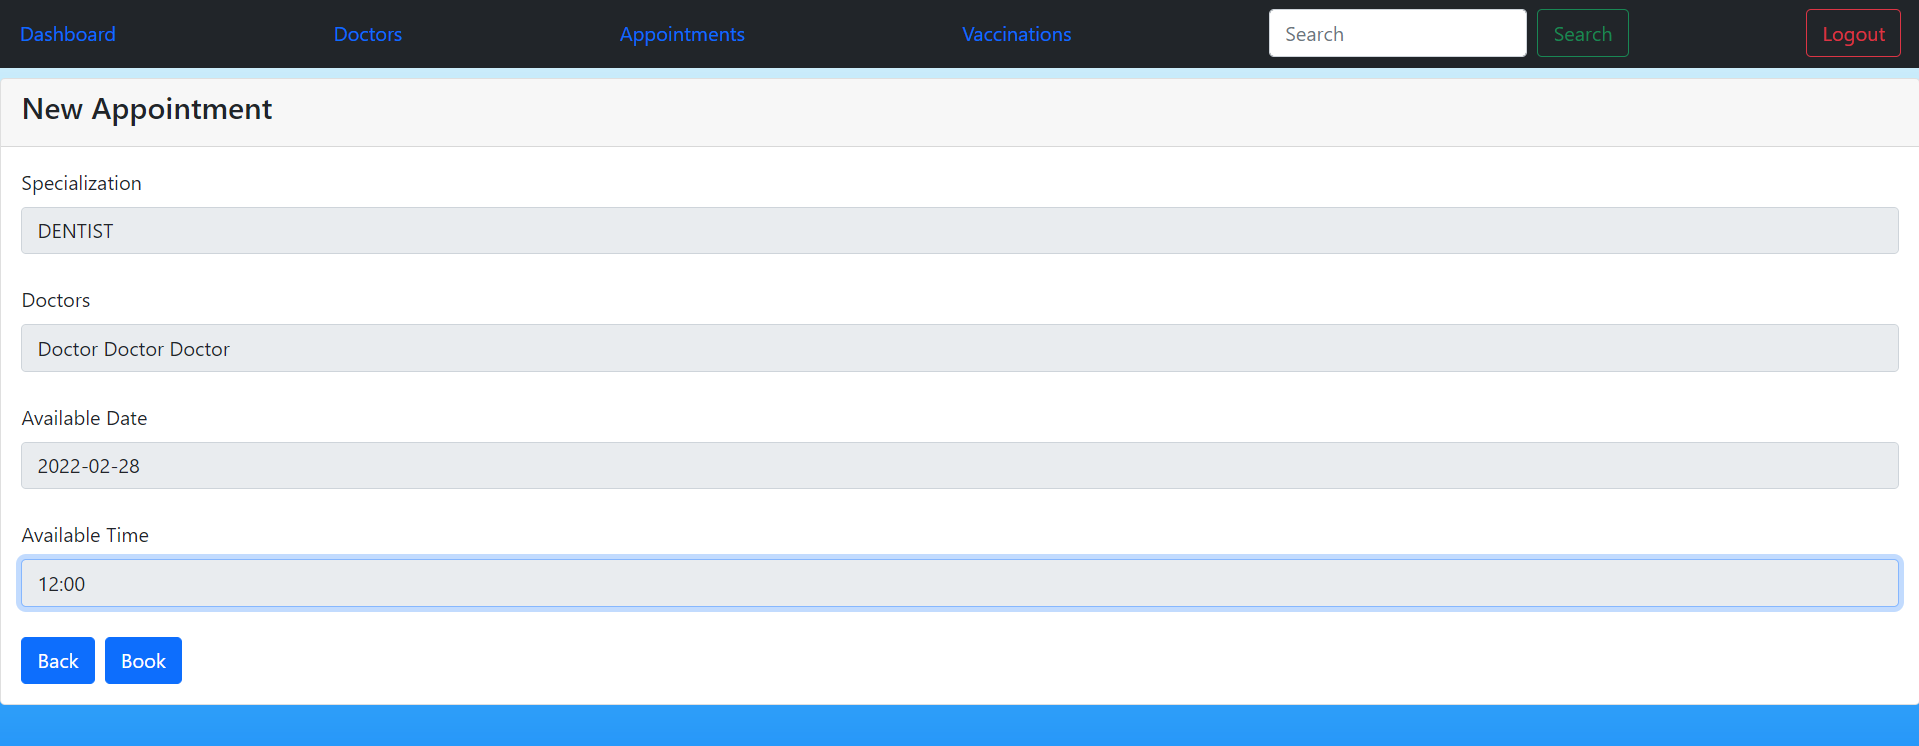 Dashboard Doctors Appointments Vaccinations Search Search Logout
New Appointment
Specialization
DENTIST
Doctors
Doctor Doctor Doctor
Available Date
2022-02-28
Available Time
12:00
Back Book